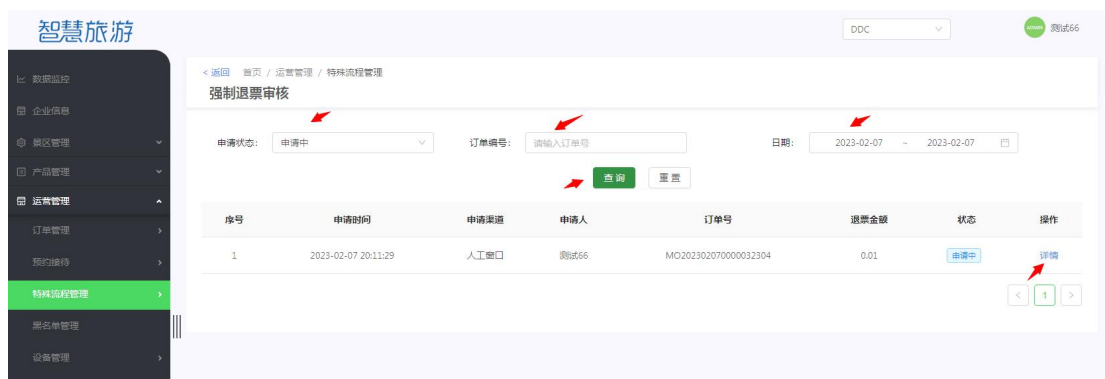 智慧旅游
DDC
测试66
数据监控
企业信息
景区管理
产品管理
运营管理
订单管理
预约接待
特殊流程管理
黑名单管理
设备管理
< 返回 首页 / 运营管理 / 特殊流程管理
强制退票审核
申请状态: 申请中 订单编号: 请输入订单号 日期: 2023-02-07 ~ 2023-02-07
查询 重置
序号 申请时间 申请渠道 申请人 订单号 退票金额 状态 操作
1 2023-02-07 20:11:29 人工窗口 测试66 MO202302070000032304 0.01 申请中 详情
< 1 >